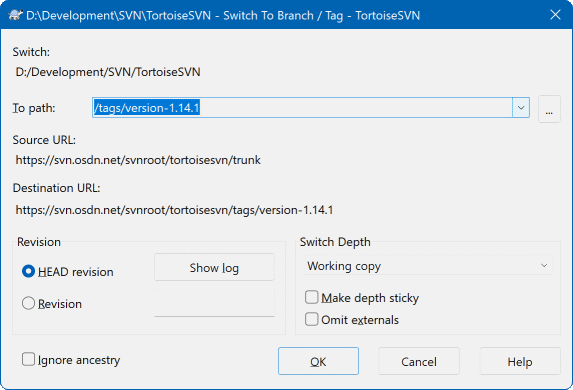 D:\Development\SVN\TortoiseSVN - Switch To Branch / Tag - TortoiseSVN
Switch:
D:/Development/SVN/TortoiseSVN
To path: /tags/version-1.14.1 ...
Source URL:
https://svn.osdn.net/svnroot/tortoisesvn/trunk
Destination URL:
https://svn.osdn.net/svnroot/tortoisesvn/tags/version-1.14.1
Revision
HEAD revision Show log
Revision
Switch Depth
Working copy
Make depth sticky
Omit externals
Ignore ancestry OK Cancel Help